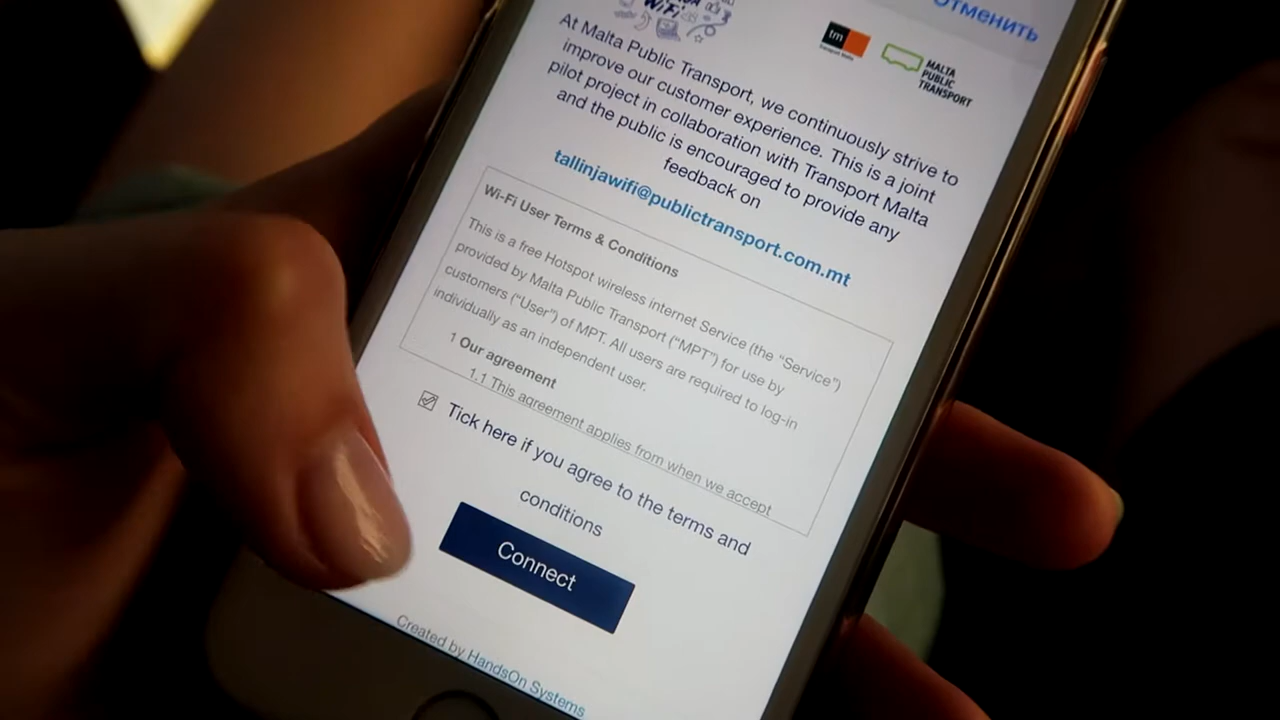 Отменить
WiFi
tm
MALTA
PUBLIC
TRANSPORT
At Malta Public Transport, we continuously strive to
improve our customer experience. This is a joint
pilot project in collaboration with Transport Malta
and the public is encouraged to provide any
feedback on
tallinjawifi@publictransport.com.mt
Wi-Fi User Terms & Conditions
This is a free Hotspot wireless internet Service (the “Service”)
provided by Malta Public Transport (“MPT”) for use by
customers (“User”) of MPT. All users are required to log-in
individually as an independent user.
1 Our agreement
1.1 This agreement applies from when we accept
Tick here if you agree to the terms and
conditions
Connect
Created by HandsOn Systems